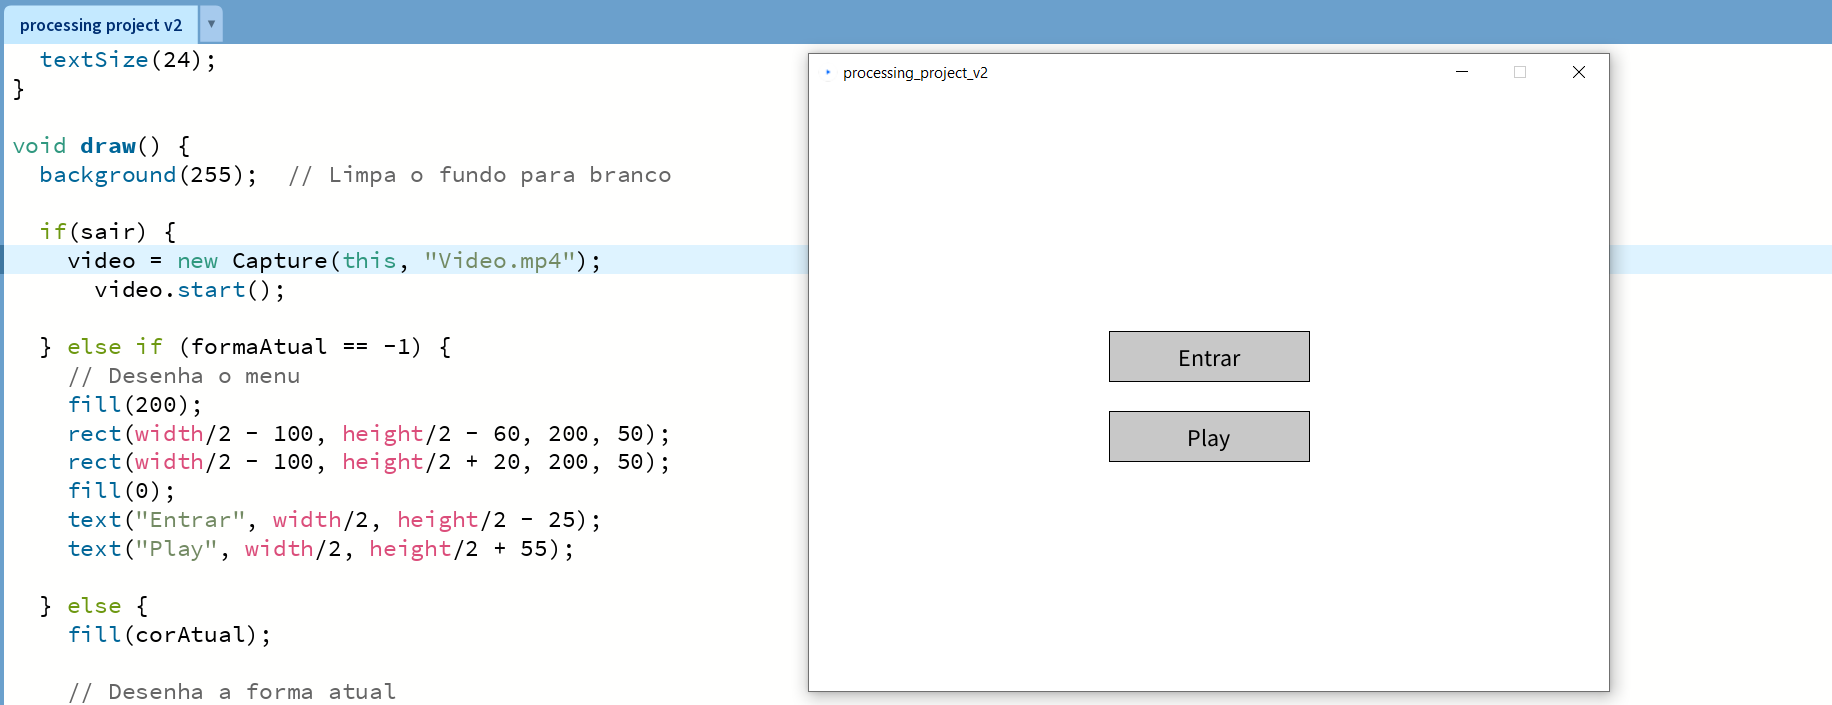 processing project v2
textSize(24);
}
void draw() {
background(255);  // Limpa o fundo para branco
if(sair) {
video = new Capture(this, "Video.mp4");
video.start();
} else if (formaAtual == -1) {
// Desenha o menu
fill(200);
rect(width/2 - 100, height/2 - 60, 200, 50);
rect(width/2 - 100, height/2 + 20, 200, 50);
fill(0);
text("Entrar", width/2, height/2 - 25);
text("Play", width/2, height/2 + 55);
} else {
fill(corAtual);
// Desenha a forma atual
processing_project_v2
Entrar
Play